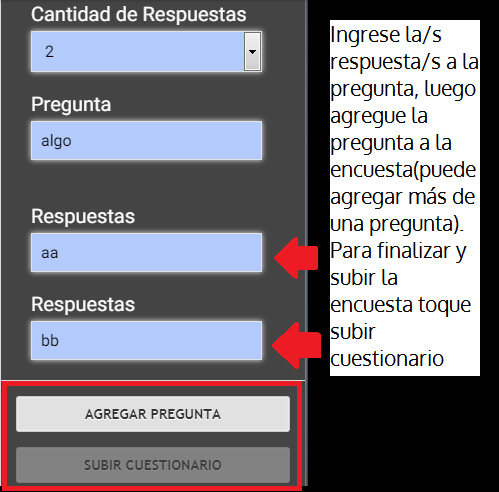 Cantidad de Respuestas
2
Pregunta
algo
Respuestas
aa
Respuestas
bb
AGREGAR PREGUNTA
SUBIR CUESTIONARIO
Ingrese la/s
respuesta/s a la
pregunta, luego
agregue la
pregunta a la
encuesta(puede
agregar más de
una pregunta).
Para finalizar y
subir la
encuesta toque
subir
cuestionario